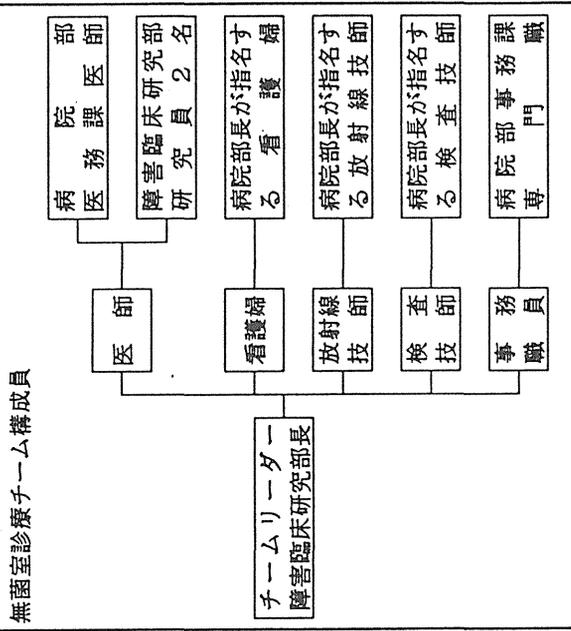 無菌室診療チーム構成員
チームリーダー
障害臨床研究部長
医師
病院部
医務課医師
障害臨床研究部
研究員2名
看護婦
病院部長が指名す
る看護婦
放射線
技師
病院部長が指名す
る放射線技師
検査
技師
病院部長が指名す
る検査技師
事務
職員
病院部事務課
専門職